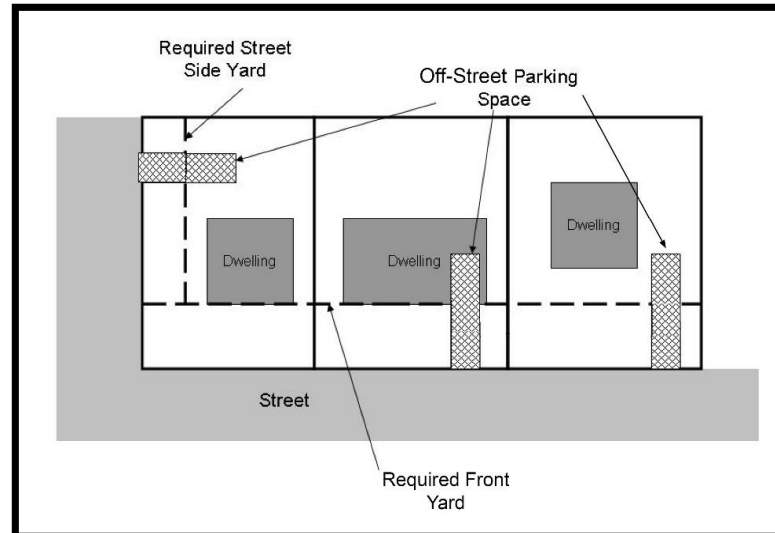 Required Street
Side Yard
Off-Street Parking
Space
Dwelling
Dwelling
Dwelling
Street
Required Front
Yard